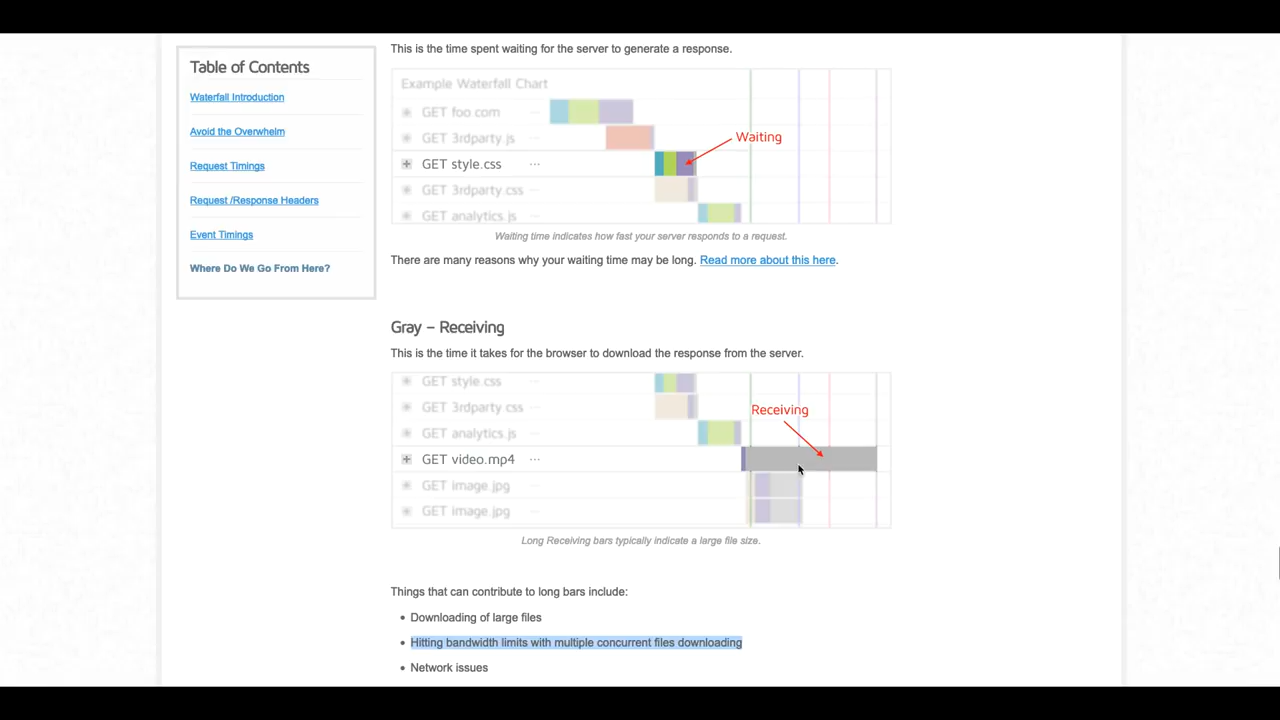 This is the time spent waiting for the server to generate a response.
Table of Contents
Waterfall Introduction
Avoid the Overwhelm
Request Timings
Request /Response Headers
Event Timings
Where Do We Go From Here?
Example Waterfall Chart
GET foo.com ...
GET 3rdparty.js ...
Waiting
GET style.css ...
GET 3rdparty.css ...
GET analytics.js ...
Waiting time indicates how fast your server responds to a request.
There are many reasons why your waiting time may be long. Read more about this here.
Gray – Receiving
This is the time it takes for the browser to download the response from the server.
GET style.css ...
GET 3rdparty css ...
Receiving
GET analytics.js ...
GET video.mp4 ...
GET image.jpg
GET image.jpg
Long Receiving bars typically indicate a large file size.
Things that can contribute to long bars include:
• Downloading of large files
• Hitting bandwidth limits with multiple concurrent files downloading
• Network issues